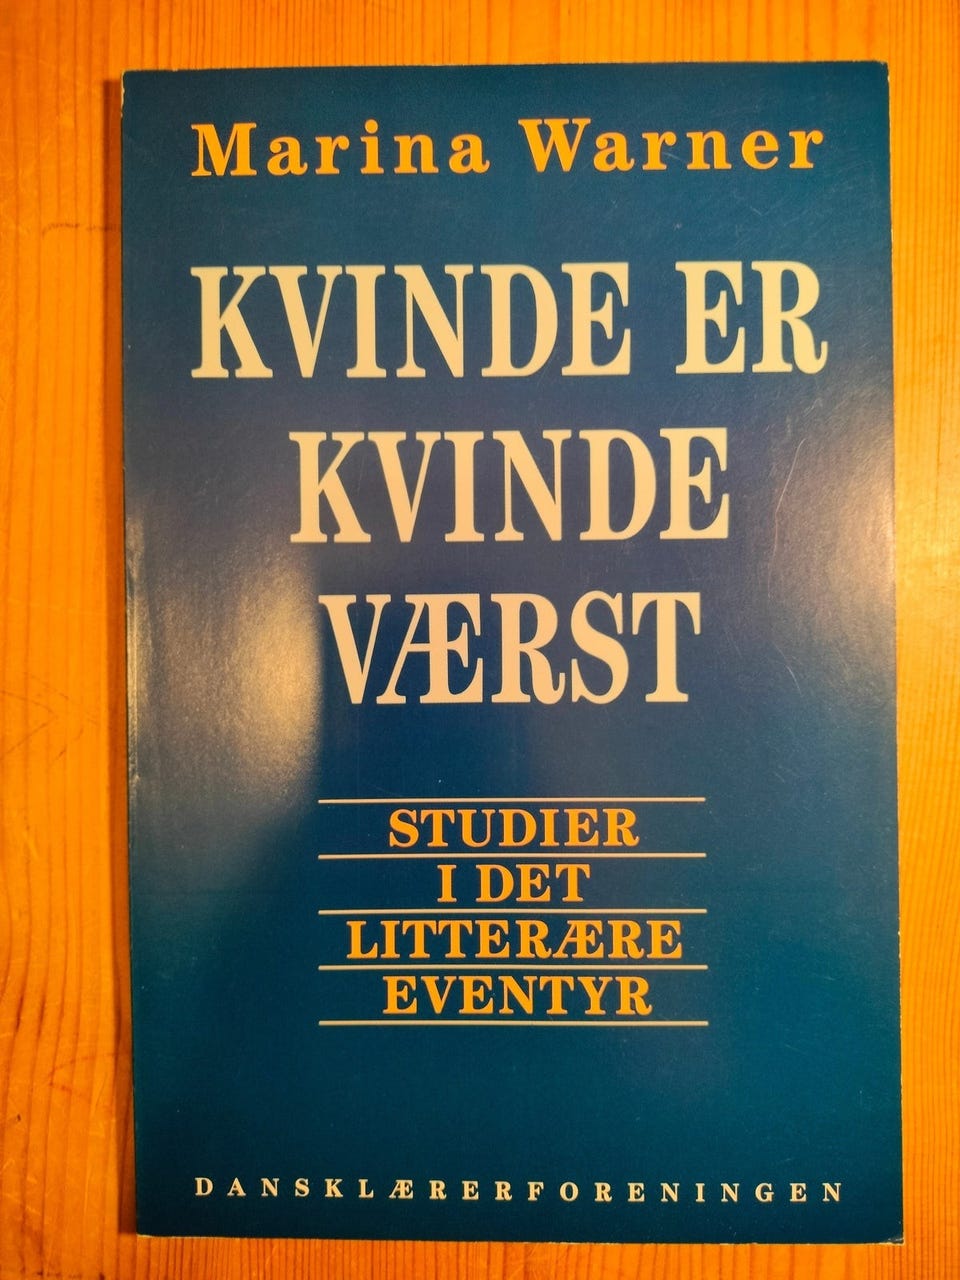 Marina Warner
KVINDE ER
KVINDE
VÆRST
STUDIER
I DET
LITTERÆRE
EVENTYR
DANSKLÆRERFORENINGEN